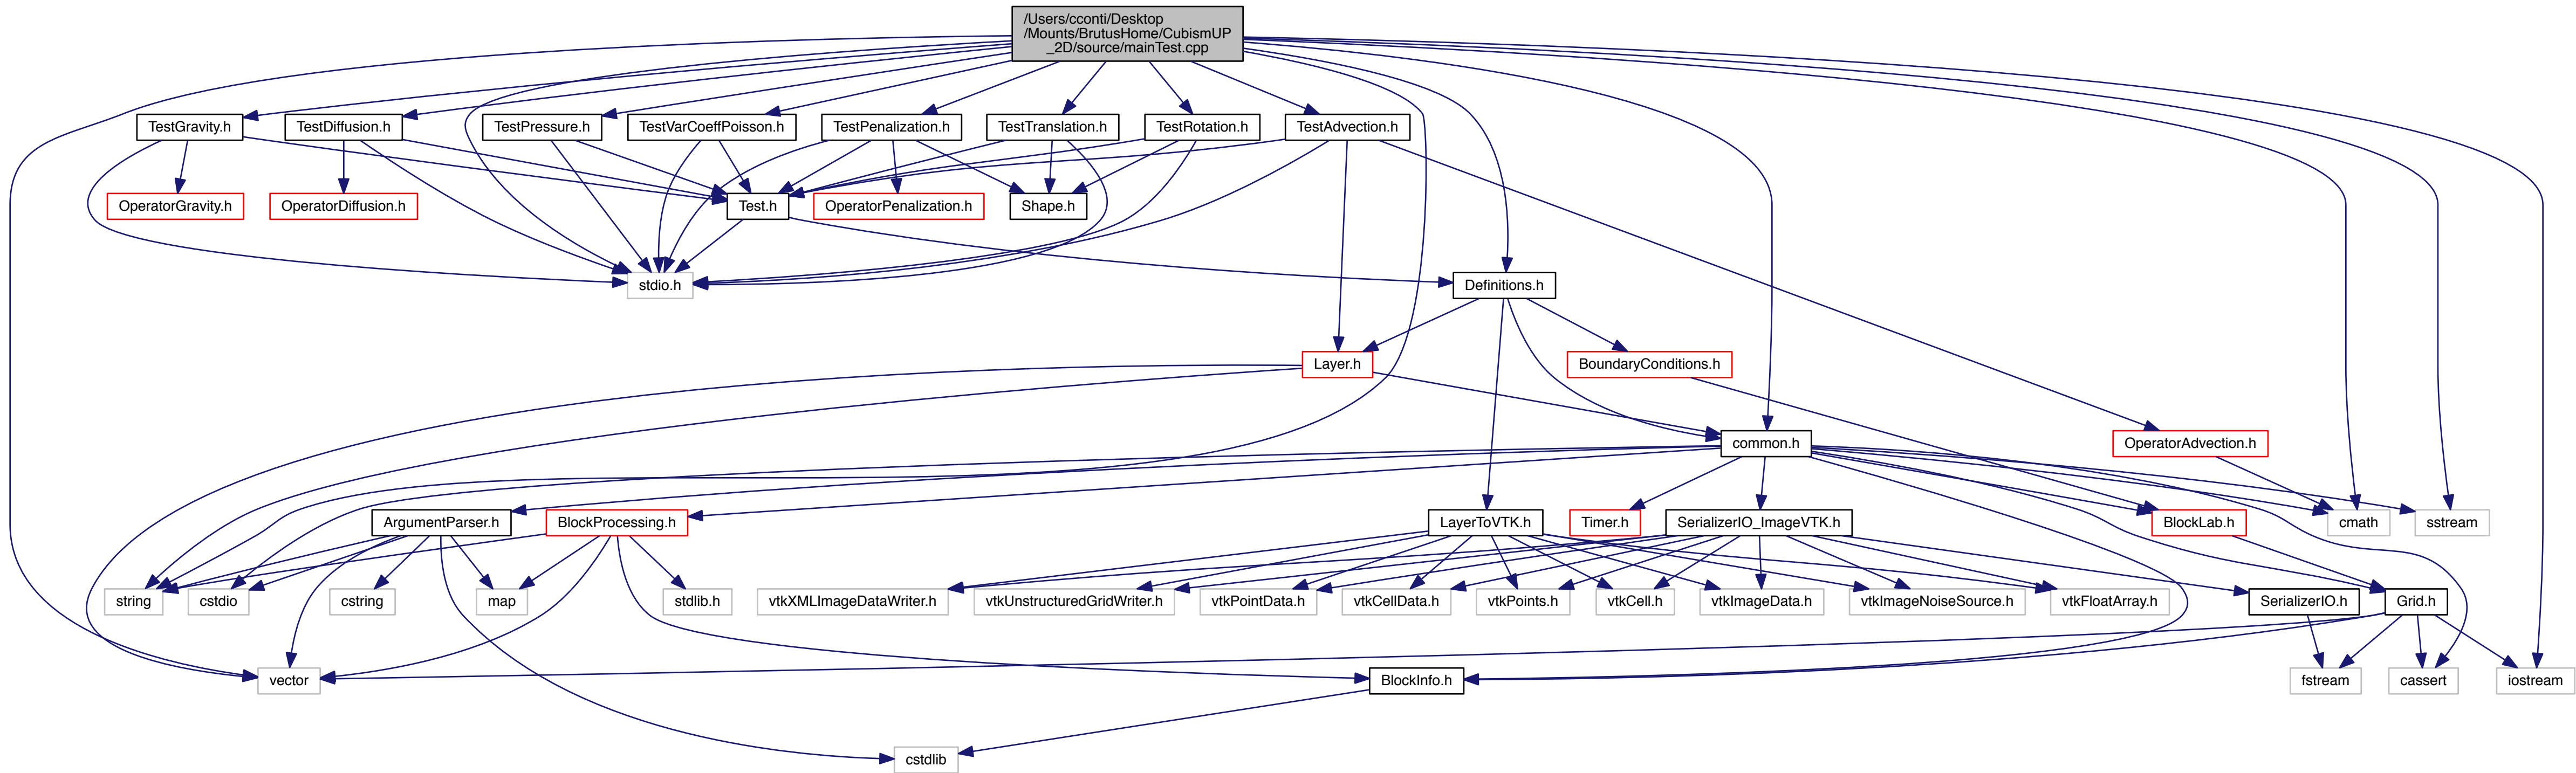 /Users/cconti/Desktop
/Mounts/BrutusHome/CubismUP
_2D/source/mainTest.cpp
TestGravity.h
TestDiffusion.h
TestPressure.h
TestVarCoeffPoisson.h
TestPenalization.h
TestTranslation.h
TestRotation.h
TestAdvection.h
OperatorGravity.h
OperatorDiffusion.h
Test.h
OperatorPenalization.h
Shape.h
stdio.h
Definitions.h
Layer.h
BoundaryConditions.h
common.h
OperatorAdvection.h
ArgumentParser.h
BlockProcessing.h
LayerToVTK.h
Timer.h
SerializerIO_ImageVTK.h
BlockLab.h
cmath
sstream
string
cstdio
cstring
map
stdlib.h
vtkXMLImageDataWriter.h
vtkUnstructuredGridWriter.h
vtkPointData.h
vtkCellData.h
vtkPoints.h
vtkCell.h
vtkImageData.h
vtkImageNoiseSource.h
vtkFloatArray.h
SerializerIO.h
Grid.h
vector
BlockInfo.h
fstream
cassert
iostream
cstdlib